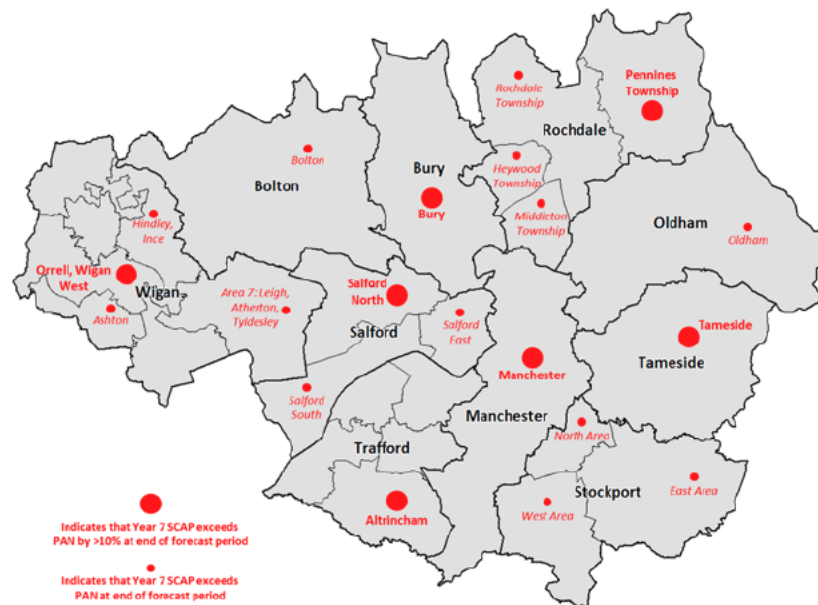 Pennines
Township
Rochdale
Township
Rochdale
Bolton
Bolton
Bury
Bury
Heywood
Township
Middleton
Township
Oldham
Oldham
Hindley,
Ince
Orrell, Wigan
West
Wigan
Ashton
Area 7: Leigh,
Atherton,
Tyldesley
Salford
North
Salford
Salford
East
Salford
South
Manchester
Manchester
Tameside
Tameside
Trafford
Altrincham
North Area
Stockport
East Area
West Area
Indicates that Year 7 SCAP exceeds
PAN by >10% at end of forecast period
Indicates that Year 7 SCAP exceeds
PAN at end of forecast period